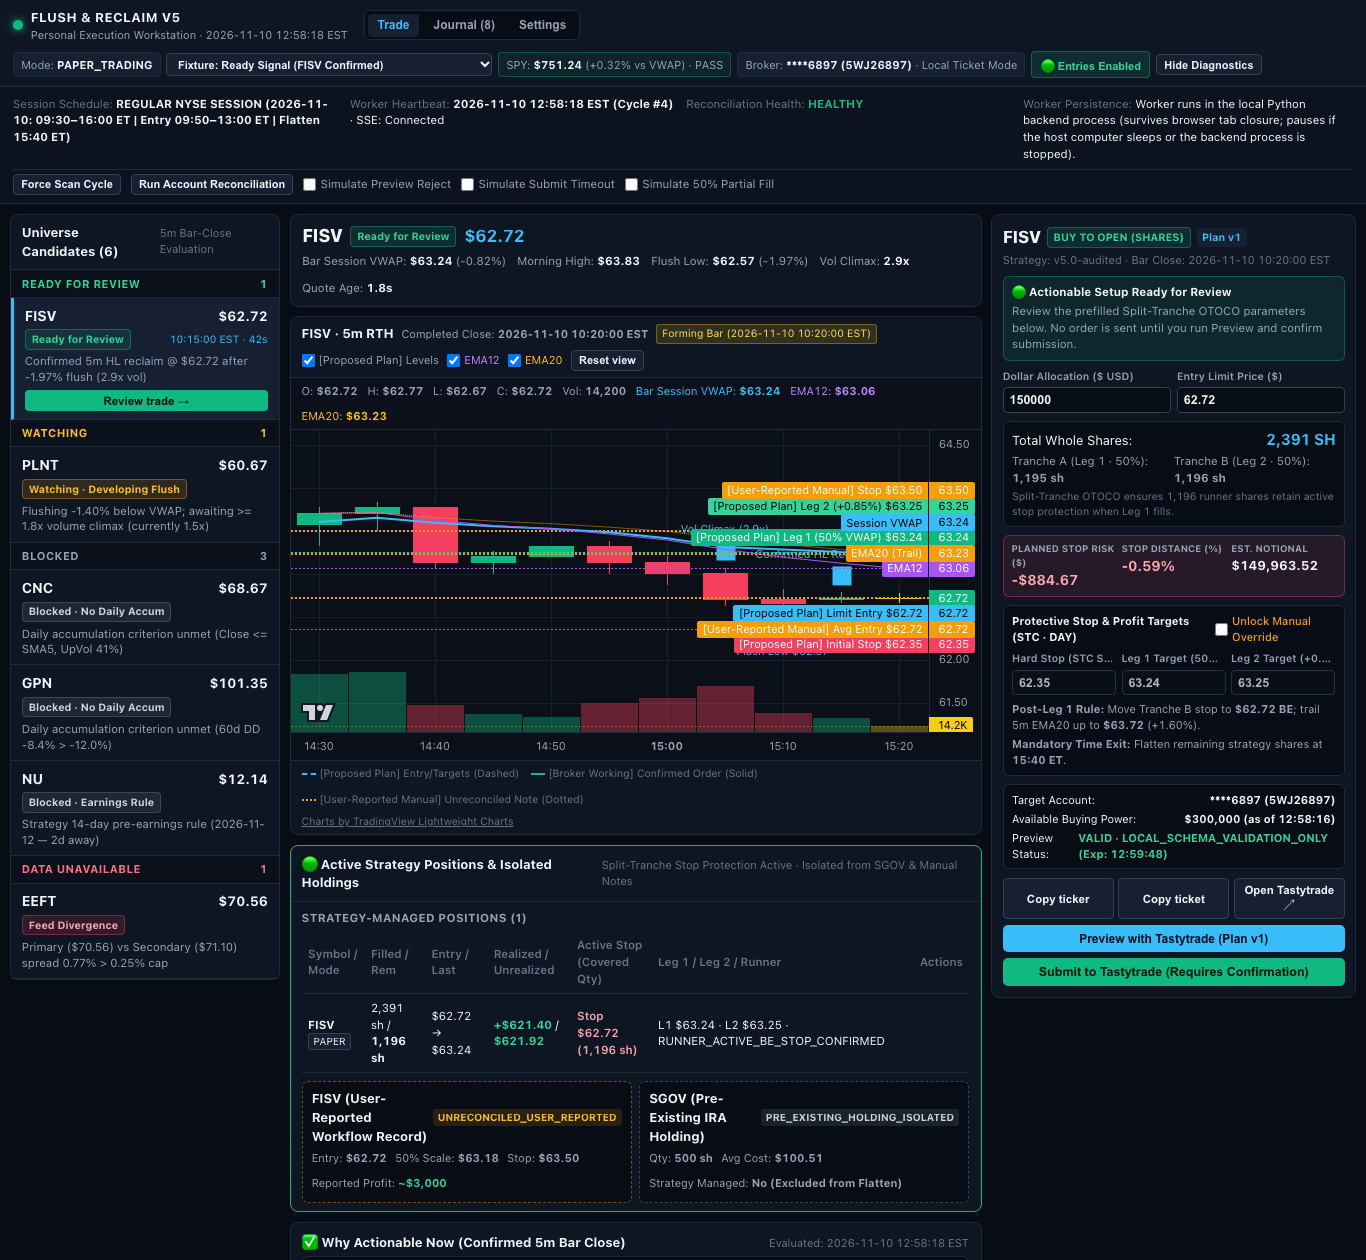 FLUSH & RECLAIM V5
Personal Execution Workstation · 2026-11-10 12:58:18 EST
Trade
Journal (8)
Settings
Mode: PAPER_TRADING
Fixture: Ready Signal (FISV Confirmed)
SPY: $751.24 (+0.32% vs VWAP) · PASS
Broker: ****6897 (5WJ26897) · Local Ticket Mode
Entries Enabled
Hide Diagnostics
Session Schedule: REGULAR NYSE SESSION (2026-11-
10: 09:30–16:00 ET | Entry 09:50–13:00 ET | Flatten
15:40 ET)
Worker Heartbeat: 2026-11-10 12:58:18 EST (Cycle #4)
· SSE: Connected
Reconciliation Health: HEALTHY
Worker Persistence: Worker runs in the local Python
backend process (survives browser tab closure; pauses if
the host computer sleeps or the backend process is
stopped).
Force Scan Cycle
Run Account Reconciliation
Simulate Preview Reject
Simulate Submit Timeout
Simulate 50% Partial Fill
Universe
Candidates (6)
5m Bar-Close
Evaluation
READY FOR REVIEW 1
FISV $62.72
Ready for Review 10:15:00 EST · 42s
Confirmed 5m HL reclaim @ $62.72 after
-1.97% flush (2.9x vol)
Review trade →
WATCHING 1
PLNT $60.67
Watching · Developing Flush
Flushing -1.40% below VWAP; awaiting >=
1.8x volume climax (currently 1.5x)
BLOCKED 3
CNC $68.67
Blocked · No Daily Accum
Daily accumulation criterion unmet (Close <=
SMA5, UpVol 41%)
GPN $101.35
Blocked · No Daily Accum
Daily accumulation criterion unmet (60d DD
-8.4% > -12.0%)
NU $12.14
Blocked · Earnings Rule
Strategy 14-day pre-earnings rule (2026-11-
12 — 2d away)
DATA UNAVAILABLE 1
EEFT $70.56
Feed Divergence
Primary ($70.56) vs Secondary ($71.10)
spread 0.77% > 0.25% cap
FISV Ready for Review $62.72
Bar Session VWAP: $63.24 (-0.82%) Morning High: $63.83 Flush Low: $62.57 (-1.97%) Vol Climax: 2.9x
Quote Age: 1.8s
FISV · 5m RTH Completed Close: 2026-11-10 10:20:00 EST Forming Bar (2026-11-10 10:20:00 EST)
[Proposed Plan] Levels EMA12 EMA20 Reset view
O: $62.72 H: $62.77 L: $62.67 C: $62.72 Vol: 14,200 Bar Session VWAP: $63.24 EMA12: $63.06
EMA20: $63.23
64.50
[User-Reported Manual] Stop $63.50 63.50
[Proposed Plan] Leg 2 (+0.85%) $63.25 63.25
Session VWAP 63.24
[Proposed Plan] Leg 1 (50% VWAP) $63.24 63.24
EMA20 (Trail) 63.23
EMA12 63.06
62.72
[Proposed Plan] Limit Entry $62.72 62.72
[User-Reported Manual] Avg Entry $62.72 62.72
[Proposed Plan] Initial Stop $62.35 62.35
62.00
61.50
14.2K
14:30 14:40 14:50 15:00 15:10 15:20
[Proposed Plan] Entry/Targets (Dashed) [Broker Working] Confirmed Order (Solid)
[User-Reported Manual] Unreconciled Note (Dotted)
Charts by TradingView Lightweight Charts
Active Strategy Positions & Isolated
Holdings
Split-Tranche Stop Protection Active · Isolated from SGOV & Manual
Notes
STRATEGY-MANAGED POSITIONS (1)
Symbol /
Mode
Filled /
Rem
Entry /
Last
Realized /
Unrealized
Active Stop
(Covered
Qty)
Leg 1 / Leg 2 / Runner
Actions
FISV
PAPER
2,391
sh /
1,196
sh
$62.72
→
$63.24
+$621.40 /
$621.92
Stop
$62.72
(1,196 sh)
L1 $63.24 · L2 $63.25 ·
RUNNER_ACTIVE_BE_STOP_CONFIRMED
FISV (User-
Reported
Workflow Record)
UNRECONCILED_USER_REPORTED
Entry: $62.72 50% Scale: $63.18 Stop: $63.50
Reported Profit: ~$3,000
SGOV (Pre-
Existing IRA
Holding)
PRE_EXISTING_HOLDING_ISOLATED
Qty: 500 sh Avg Cost: $100.51
Strategy Managed: No (Excluded from Flatten)
Why Actionable Now (Confirmed 5m Bar Close)
Evaluated: 2026-11-10 12:58:18 EST
FISV BUY TO OPEN (SHARES) Plan v1
Strategy: v5.0-audited · Bar Close: 2026-11-10 10:20:00 EST
Actionable Setup Ready for Review
Review the prefilled Split-Tranche OTOCO parameters
below. No order is sent until you run Preview and confirm
submission.
Dollar Allocation ($ USD)
150000
Entry Limit Price ($)
62.72
Total Whole Shares: 2,391 SH
Tranche A (Leg 1 · 50%):
1,195 sh
Tranche B (Leg 2 · 50%):
1,196 sh
Split-Tranche OTOCO ensures 1,196 runner shares retain active
stop protection when Leg 1 fills.
PLANNED STOP RISK
($)
-$884.67
STOP DISTANCE (%)
-0.59%
EST. NOTIONAL
$149,963.52
Protective Stop & Profit Targets
(STC · DAY)
Unlock Manual
Override
Hard Stop (STC S...
62.35
Leg 1 Target (50...
63.24
Leg 2 Target (+0....
63.25
Post-Leg 1 Rule: Move Tranche B stop to $62.72 BE; trail
5m EMA20 up to $63.72 (+1.60%).
Mandatory Time Exit: Flatten remaining strategy shares at
15:40 ET.
Target Account: ****6897 (5WJ26897)
Available Buying Power: $300,000 (as of 12:58:16)
Preview
Status:
VALID · LOCAL_SCHEMA_VALIDATION_ONLY
(Exp: 12:59:48)
Copy ticker
Copy ticket
Open Tastytrade
↗
Preview with Tastytrade (Plan v1)
Submit to Tastytrade (Requires Confirmation)